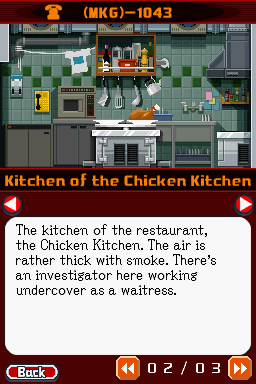 (MKG)-1043
Kitchen of the Chicken Kitchen
The kitchen of the restaurant,
the Chicken Kitchen. The air is
rather thick with smoke. There's
an investigator here working
undercover as a waitress.
Back
02/03